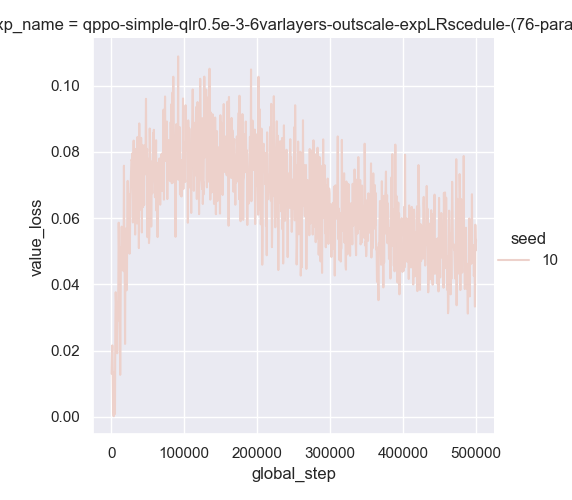 xp_name = qppo-simple-qlr0.5e-3-6varlayers-outscale-expLRscedule-(76-para
0.10
0.08
0.06
0.04
0.02
0.00
value_loss
0 100000 200000 300000 400000 500000
global_step
seed
10